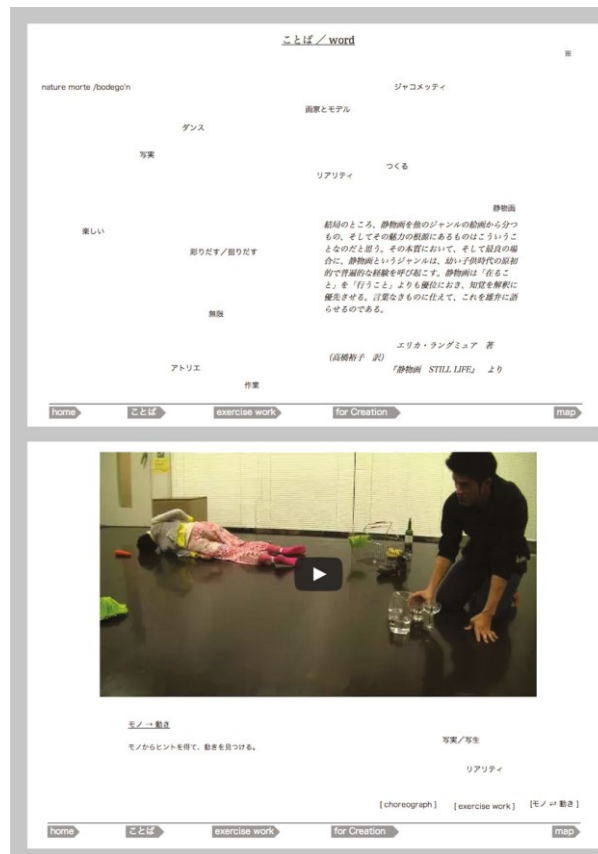 ことば／word
※
nature morte /bodego'n
ジャコメッティ
画家とモデル
ダンス
写実
つくる
リアリティ
静物画
楽しい
彫りだす／掘りだす
結局のところ、静物画を他のジャンルの絵画から分つ
もの、そしてその魅力の根源にあるものはこういうこ
となのだと思う。その本質において、そして最良の場
合に、静物画というジャンルは、幼い子供時代の原初
的で普遍的な経験を呼び起こす。静物画は「在るこ
と」を「行うこと」よりも優位におき、知覚を解釈に
優先させる。言葉なきものに仕えて、これを雄弁に語
らせるのである。
無限
エリカ・ラングミュア 著
(高橋裕子 訳)
『静物画 STILL LIFE』 より
アトリエ
作業
home ことば exercise work for Creation map
モノ → 動き
モノからヒントを得て、動きを見つける。
写実／写生
リアリティ
[ choreograph ] [ exercise work ] [モノ ⇄ 動き ]
home ことば exercise work for Creation map